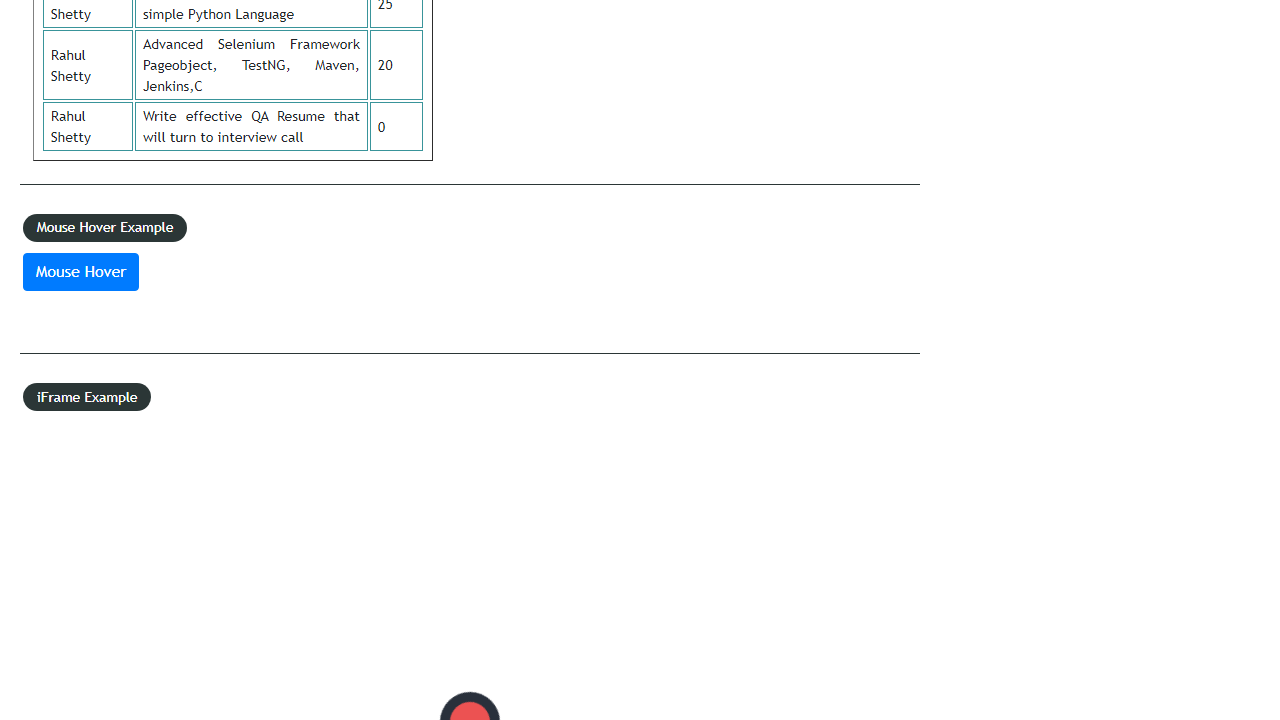 Shetty
simple Python Language
25
Rahul
Shetty
Advanced Selenium Framework
Pageobject, TestNG, Maven,
Jenkins,C
20
Rahul
Shetty
Write effective QA Resume that
will turn to interview call
0
Mouse Hover Example
Mouse Hover
iFrame Example